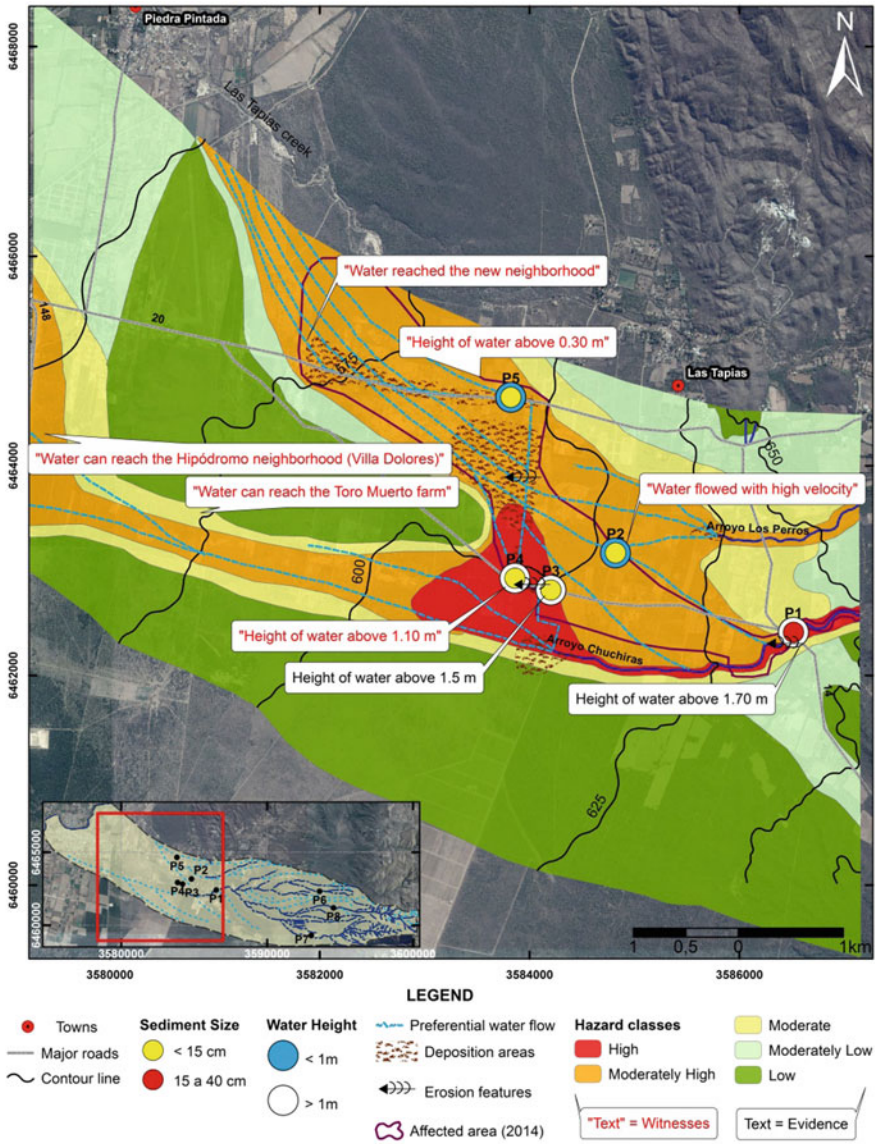 Piedra Pintada
N
6468000
Las Tapias creek
6466000
"Water reached the new neighborhood"
148
20
"Height of water above 0.30 m"
575
P5
Las Tapias
650
6464000
"Water can reach the Hipódromo neighborhood (Villa Dolores)"
"Water can reach the Toro Muerto farm"
"Water flowed with high velocity"
Arroyo Los Perros
P2
600
P4
P3
P1
"Height of water above 1.10 m"
Arroyo Chuchiras
Height of water above 1.5 m
Height of water above 1.70 m
6462000
14
625
6460000
6465000
6460000
P5
P2
P4
P3
P1
P6
P8
P7
3580000
3590000
3600000
1 0,5 0 1km
3580000 3582000 3584000 3586000
LEGEND
Towns
Major roads
Contour line
Sediment Size
< 15 cm
15 a 40 cm
Water Height
< 1m
> 1m
Preferential water flow
Deposition areas
Erosion features
Affected area (2014)
Hazard classes
High
Moderately High
Moderate
Moderately Low
Low
"Text" = Witnesses
Text = Evidence